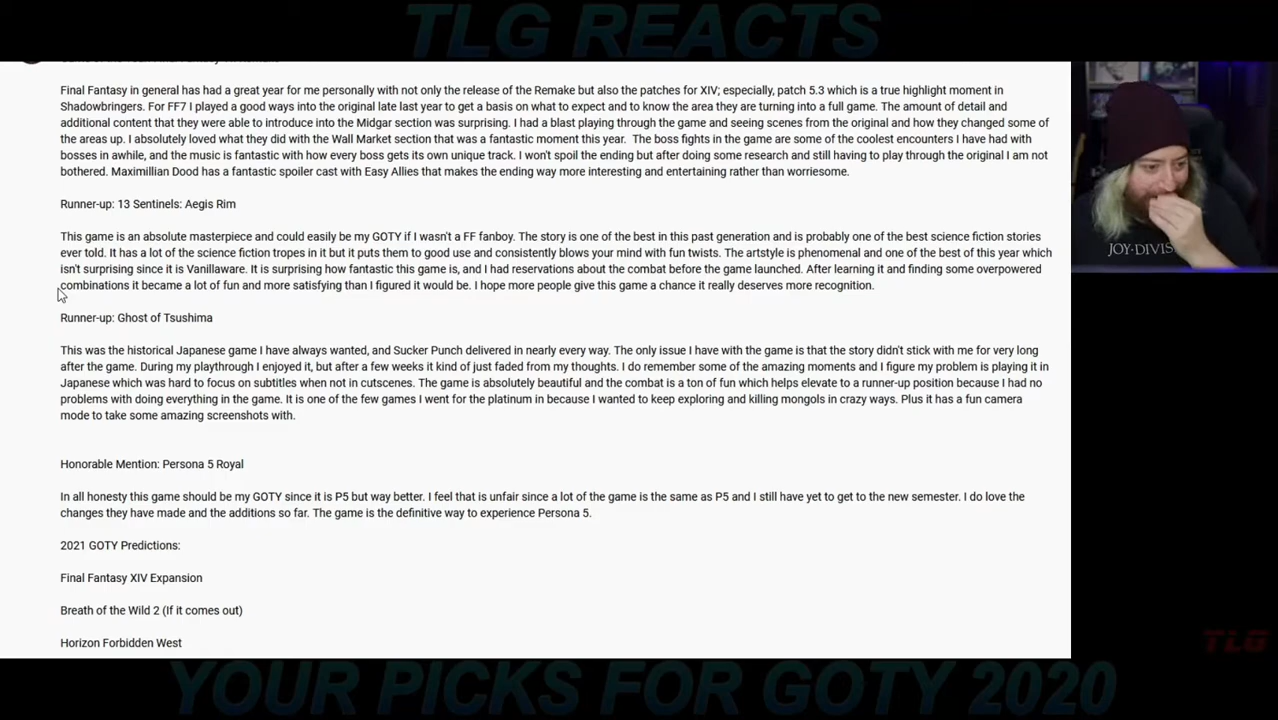 TLG REACTS
Final Fantasy in general has had a great year for me personally with not only the release of the Remake but also the patches for XIV; especially, patch 5.3 which is a true highlight moment in
Shadowbringers. For FF7 I played a good ways into the original late last year to get a basis on what to expect and to know the area they are turning into a full game. The amount of detail and
additional content that they were able to introduce into the Midgar section was surprising. I had a blast playing through the game and seeing scenes from the original and how they changed some of
the areas up. I absolutely loved what they did with the Wall Market section that was a fantastic moment this year. The boss fights in the game are some of the coolest encounters I have had with
bosses in awhile, and the music is fantastic with how every boss gets its own unique track. I won't spoil the ending but after doing some research and still having to play through the original I am not
bothered. Maximillian Dood has a fantastic spoiler cast with Easy Allies that makes the ending way more interesting and entertaining rather than worriesome.
Runner-up: 13 Sentinels: Aegis Rim
This game is an absolute masterpiece and could easily be my GOTY if I wasn't a FF fanboy. The story is one of the best in this past generation and is probably one of the best science fiction stories
ever told. It has a lot of the science fiction tropes in it but it puts them to good use and consistently blows your mind with fun twists. The artstyle is phenomenal and one of the best of this year which
isn't surprising since it is Vanillaware. It is surprising how fantastic this game is, and I had reservations about the combat before the game launched. After learning it and finding some overpowered
combinations it became a lot of fun and more satisfying than I figured it would be. I hope more people give this game a chance it really deserves more recognition.
Runner-up: Ghost of Tsushima
This was the historical Japanese game I have always wanted, and Sucker Punch delivered in nearly every way. The only issue I have with the game is that the story didn't stick with me for very long
after the game. During my playthrough I enjoyed it, but after a few weeks it kind of just faded from my thoughts. I do remember some of the amazing moments and I figure my problem is playing it in
Japanese which was hard to focus on subtitles when not in cutscenes. The game is absolutely beautiful and the combat is a ton of fun which helps elevate to a runner-up position because I had no
problems with doing everything in the game. It is one of the few games I went for the platinum in because I wanted to keep exploring and killing mongols in crazy ways. Plus it has a fun camera
mode to take some amazing screenshots with.
Honorable Mention: Persona 5 Royal
In all honesty this game should be my GOTY since it is P5 but way better. I feel that is unfair since a lot of the game is the same as P5 and I still have yet to get to the new semester. I do love the
changes they have made and the additions so far. The game is the definitive way to experience Persona 5.
2021 GOTY Predictions:
Final Fantasy XIV Expansion
Breath of the Wild 2 (If it comes out)
Horizon Forbidden West
JOY DIVIS
TLG
YOUR PICKS FOR GOTY 2020